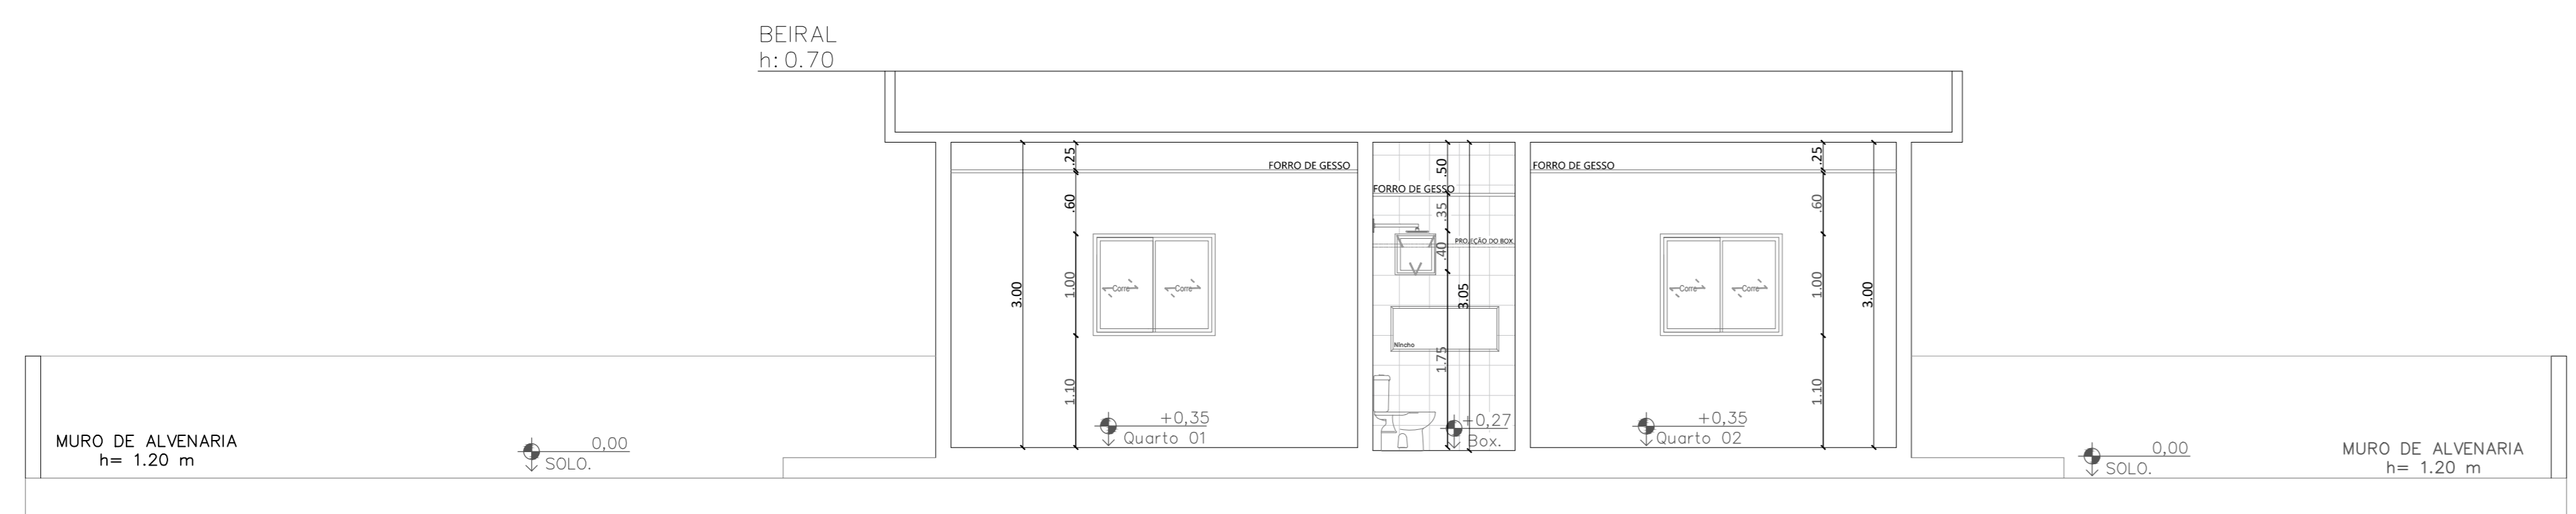 BEIRAL
h: 0.70
FORRO DE GESSO
FORRO DE GESSO
FORRO DE GESSO
.25
.60
1.00
1.10
3.00
Corre
Corre
.50
.35
.40
1.75
3.05
PROJEÇÃO DO BOX.
Nincho
.25
.60
1.00
1.10
3.00
Corre
Corre
+0,35
Quarto 01
+0,27
Box.
+0,35
Quarto 02
MURO DE ALVENARIA
h= 1.20 m
0,00
SOLO.
0,00
SOLO.
MURO DE ALVENARIA
h= 1.20 m